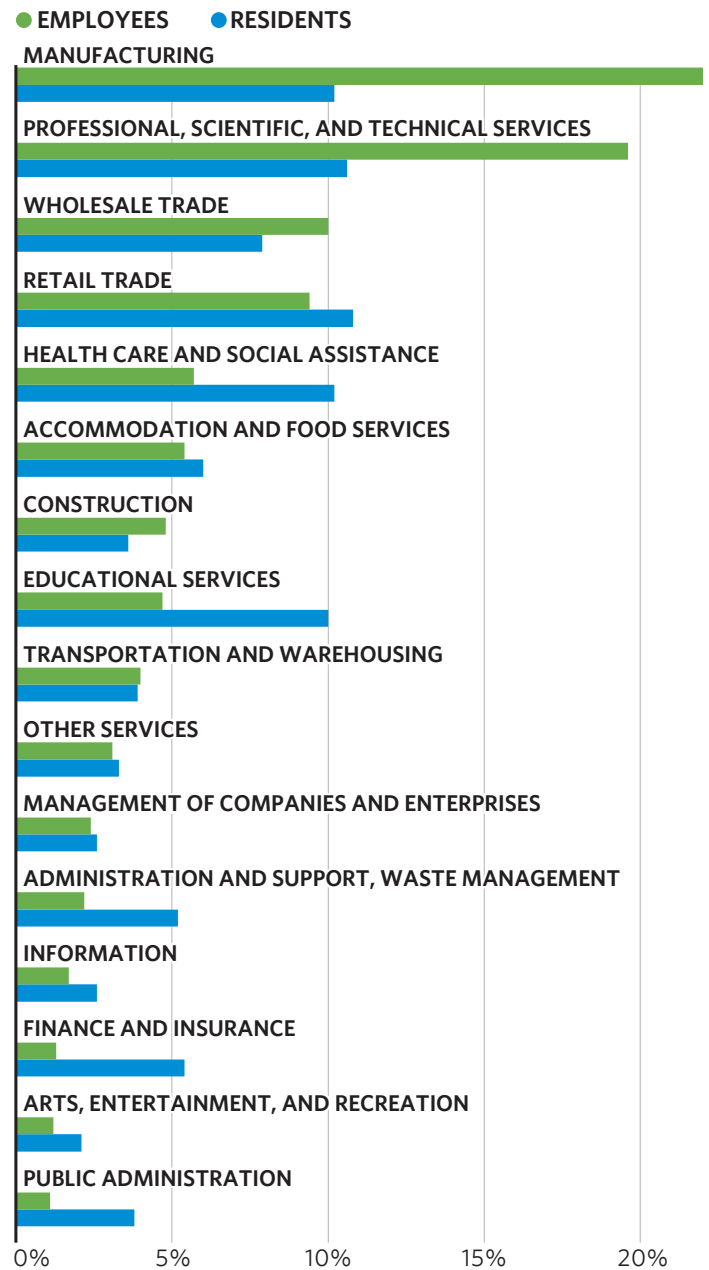 EMPLOYEES RESIDENTS
MANUFACTURING
PROFESSIONAL, SCIENTIFIC, AND TECHNICAL SERVICES
WHOLESALE TRADE
RETAIL TRADE
HEALTH CARE AND SOCIAL ASSISTANCE
ACCOMMODATION AND FOOD SERVICES
CONSTRUCTION
EDUCATIONAL SERVICES
TRANSPORTATION AND WAREHOUSING
OTHER SERVICES
MANAGEMENT OF COMPANIES AND ENTERPRISES
ADMINISTRATION AND SUPPORT, WASTE MANAGEMENT
INFORMATION
FINANCE AND INSURANCE
ARTS, ENTERTAINMENT, AND RECREATION
PUBLIC ADMINISTRATION
0% 5% 10% 15% 20%